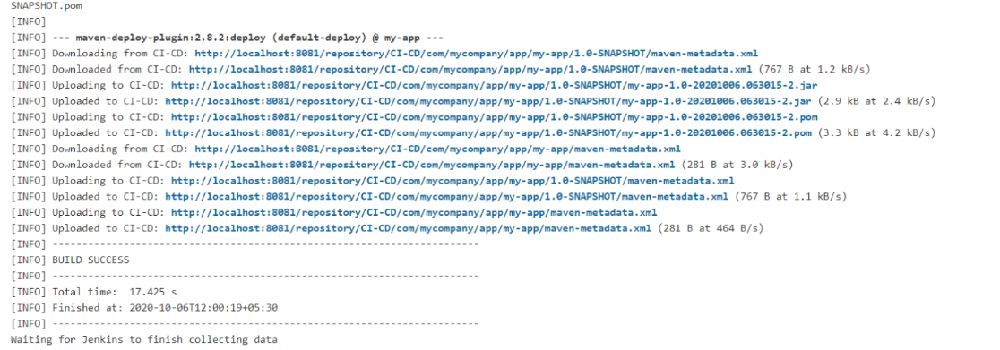 SNAPSHOT.pom
[INFO]
[INFO] --- maven-deploy-plugin:2.8.2:deploy (default-deploy) @ my-app ---
[INFO] Downloading from CI-CD: http://localhost:8081/repository/CI-CD/com/mycompany/app/my-app/1.0-SNAPSHOT/maven-metadata.xml
[INFO] Downloaded from CI-CD: http://localhost:8081/repository/CI-CD/com/mycompany/app/my-app/1.0-SNAPSHOT/maven-metadata.xml (767 B at 1.2 kB/s)
[INFO] Uploading to CI-CD: http://localhost:8081/repository/CI-CD/com/mycompany/app/my-app/1.0-SNAPSHOT/my-app-1.0-20201006.063015-2.jar
[INFO] Uploaded to CI-CD: http://localhost:8081/repository/CI-CD/com/mycompany/app/my-app/1.0-SNAPSHOT/my-app-1.0-20201006.063015-2.jar (2.9 kB at 2.4 kB/s)
[INFO] Uploading to CI-CD: http://localhost:8081/repository/CI-CD/com/mycompany/app/my-app/1.0-SNAPSHOT/my-app-1.0-20201006.063015-2.pom
[INFO] Uploaded to CI-CD: http://localhost:8081/repository/CI-CD/com/mycompany/app/my-app/1.0-SNAPSHOT/my-app-1.0-20201006.063015-2.pom (3.3 kB at 4.2 kB/s)
[INFO] Downloading from CI-CD: http://localhost:8081/repository/CI-CD/com/mycompany/app/my-app/maven-metadata.xml
[INFO] Downloaded from CI-CD: http://localhost:8081/repository/CI-CD/com/mycompany/app/my-app/maven-metadata.xml (281 B at 3.0 kB/s)
[INFO] Uploading to CI-CD: http://localhost:8081/repository/CI-CD/com/mycompany/app/my-app/1.0-SNAPSHOT/maven-metadata.xml
[INFO] Uploaded to CI-CD: http://localhost:8081/repository/CI-CD/com/mycompany/app/my-app/1.0-SNAPSHOT/maven-metadata.xml (767 B at 1.1 kB/s)
[INFO] Uploading to CI-CD: http://localhost:8081/repository/CI-CD/com/mycompany/app/my-app/maven-metadata.xml
[INFO] Uploaded to CI-CD: http://localhost:8081/repository/CI-CD/com/mycompany/app/my-app/maven-metadata.xml (281 B at 464 B/s)
[INFO] ------------------------------------------------------------------------
[INFO] BUILD SUCCESS
[INFO] ------------------------------------------------------------------------
[INFO] Total time:  17.425 s
[INFO] Finished at: 2020-10-06T12:00:19+05:30
[INFO] ------------------------------------------------------------------------
Waiting for Jenkins to finish collecting data